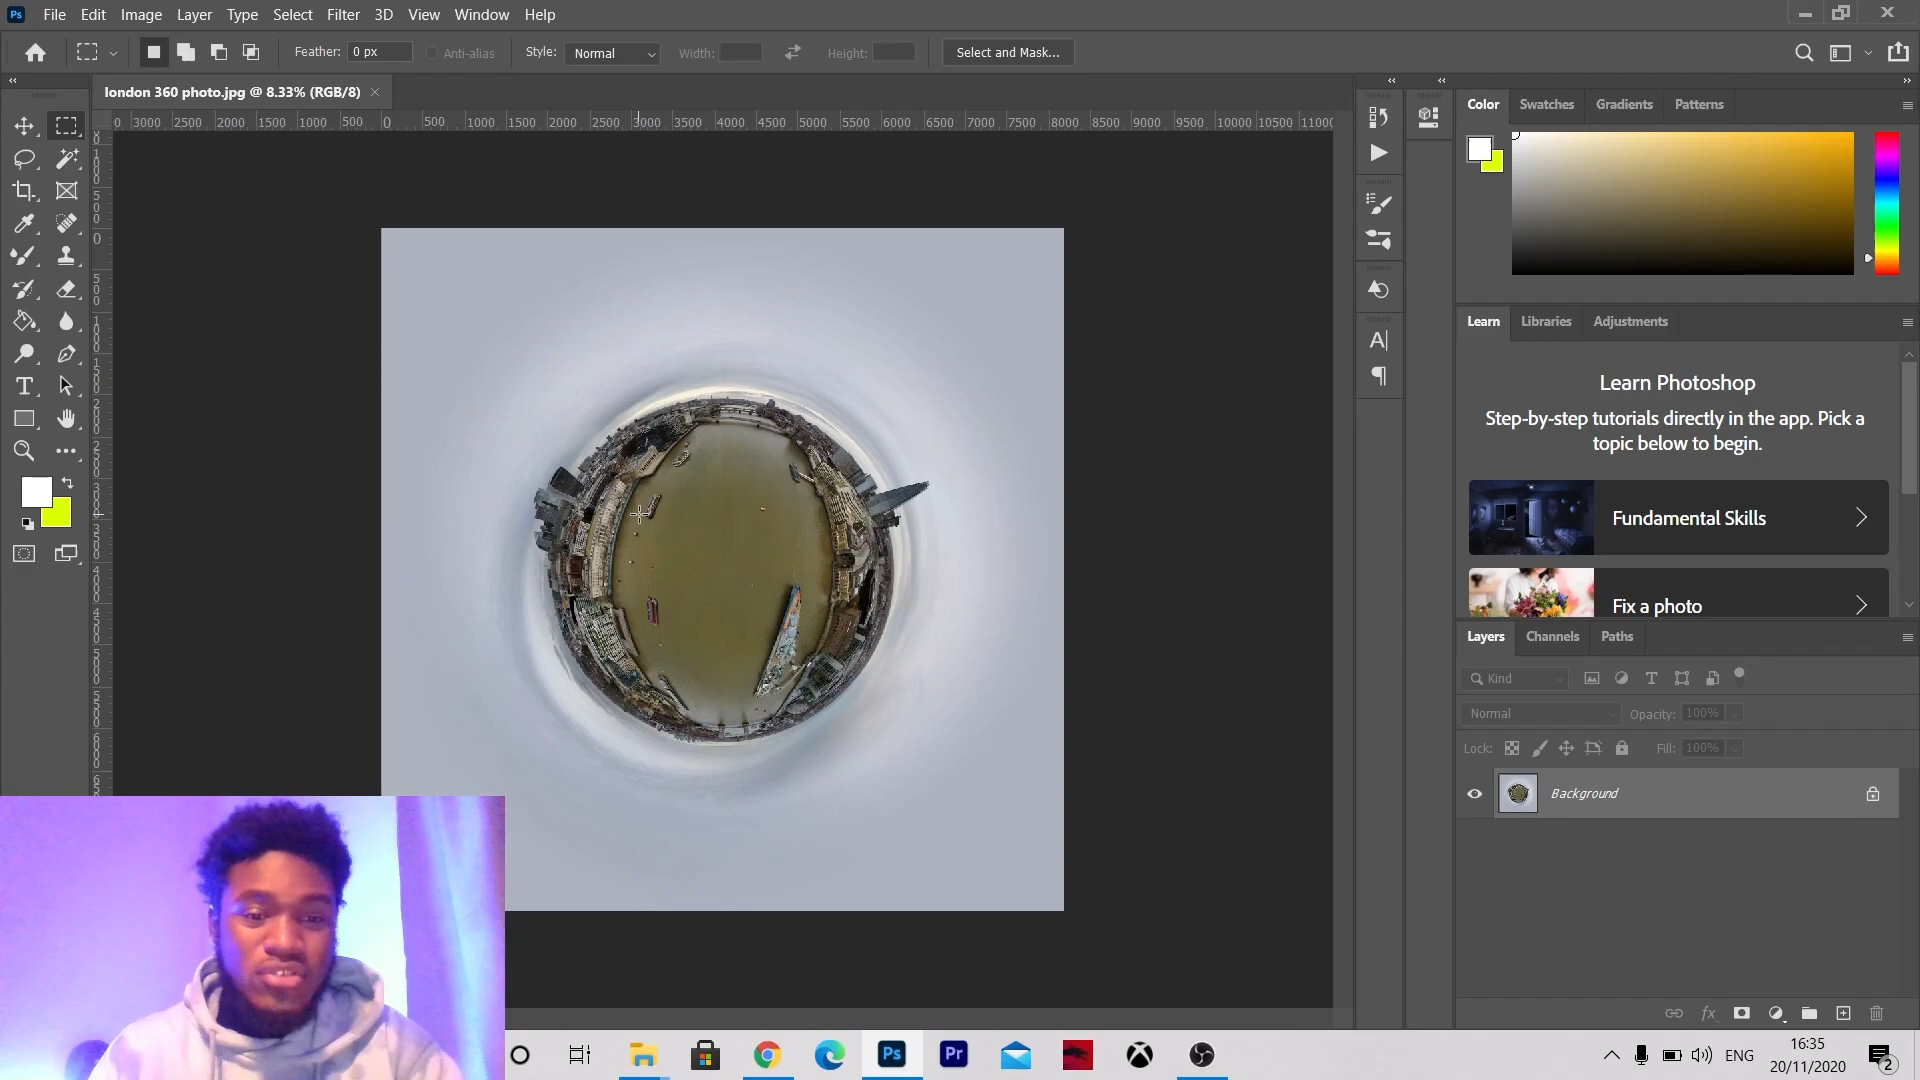 Ps File Edit Image Layer Type Select Filter 3D View Window Help
Feather: 0 px Anti-alias Style: Normal Width: Height: Select and Mask...
london 360 photo.jpg @ 8.33% (RGB/8)
0 3000 2500 2000 1500 1000 500 0 500 1000 1500 2000 2500 3000 3500 4000 4500 5000 5500 6000 6500 7000 7500 8000 8500 9000 9500 10000 10500 11000
Color Swatches Gradients Patterns
Learn Libraries Adjustments
Learn Photoshop
Step-by-step tutorials directly in the app. Pick a
topic below to begin.
Fundamental Skills
Fix a photo
Layers Channels Paths
Kind
Normal Opacity: 100%
Lock: Fill: 100%
Background
Ps Pr ENG
16:35
20/11/2020
2